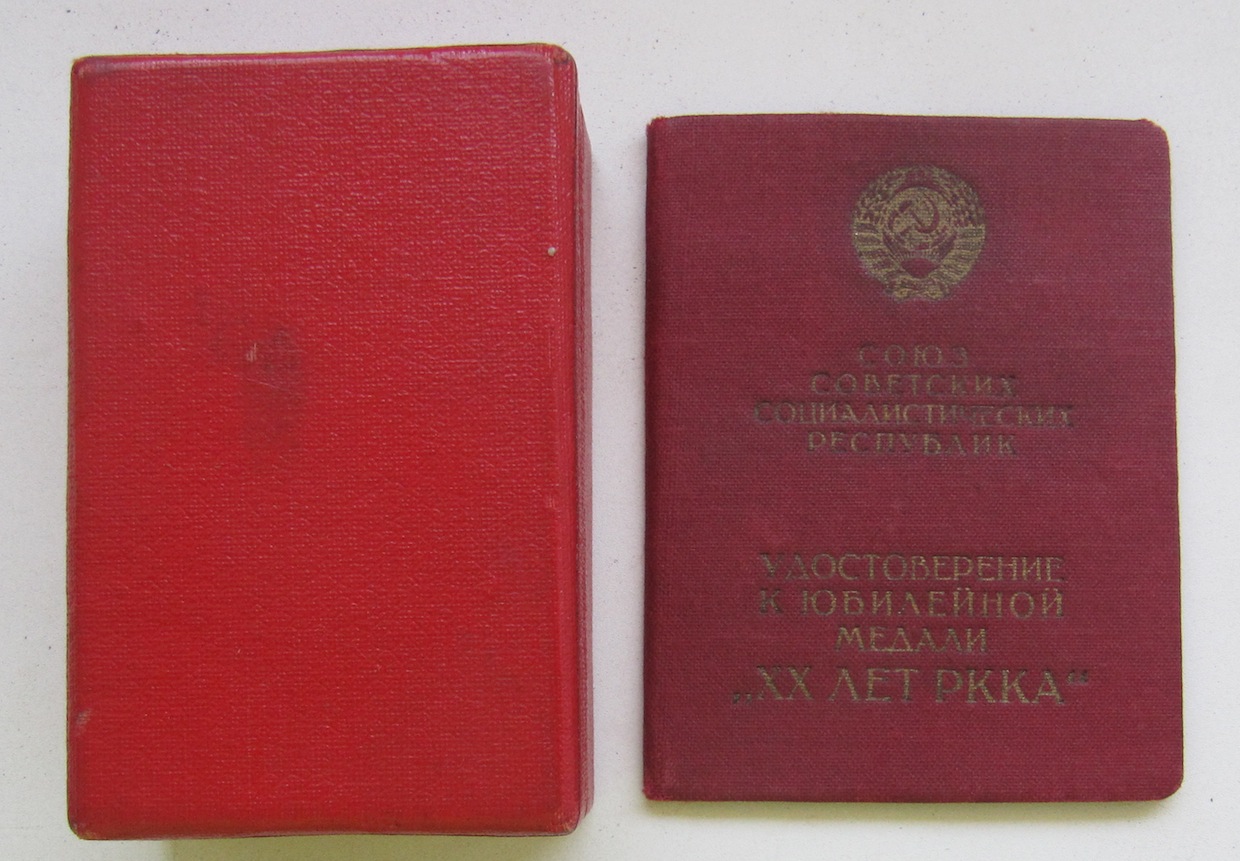 СОЮЗ
СОВЕТСКИХ
СОЦИАЛИСТИЧЕСКИХ
РЕСПУБЛИК
УДОСТОВЕРЕНИЕ
К ЮБИЛЕЙНОЙ
МЕДАЛИ
„XX ЛЕТ РККА“